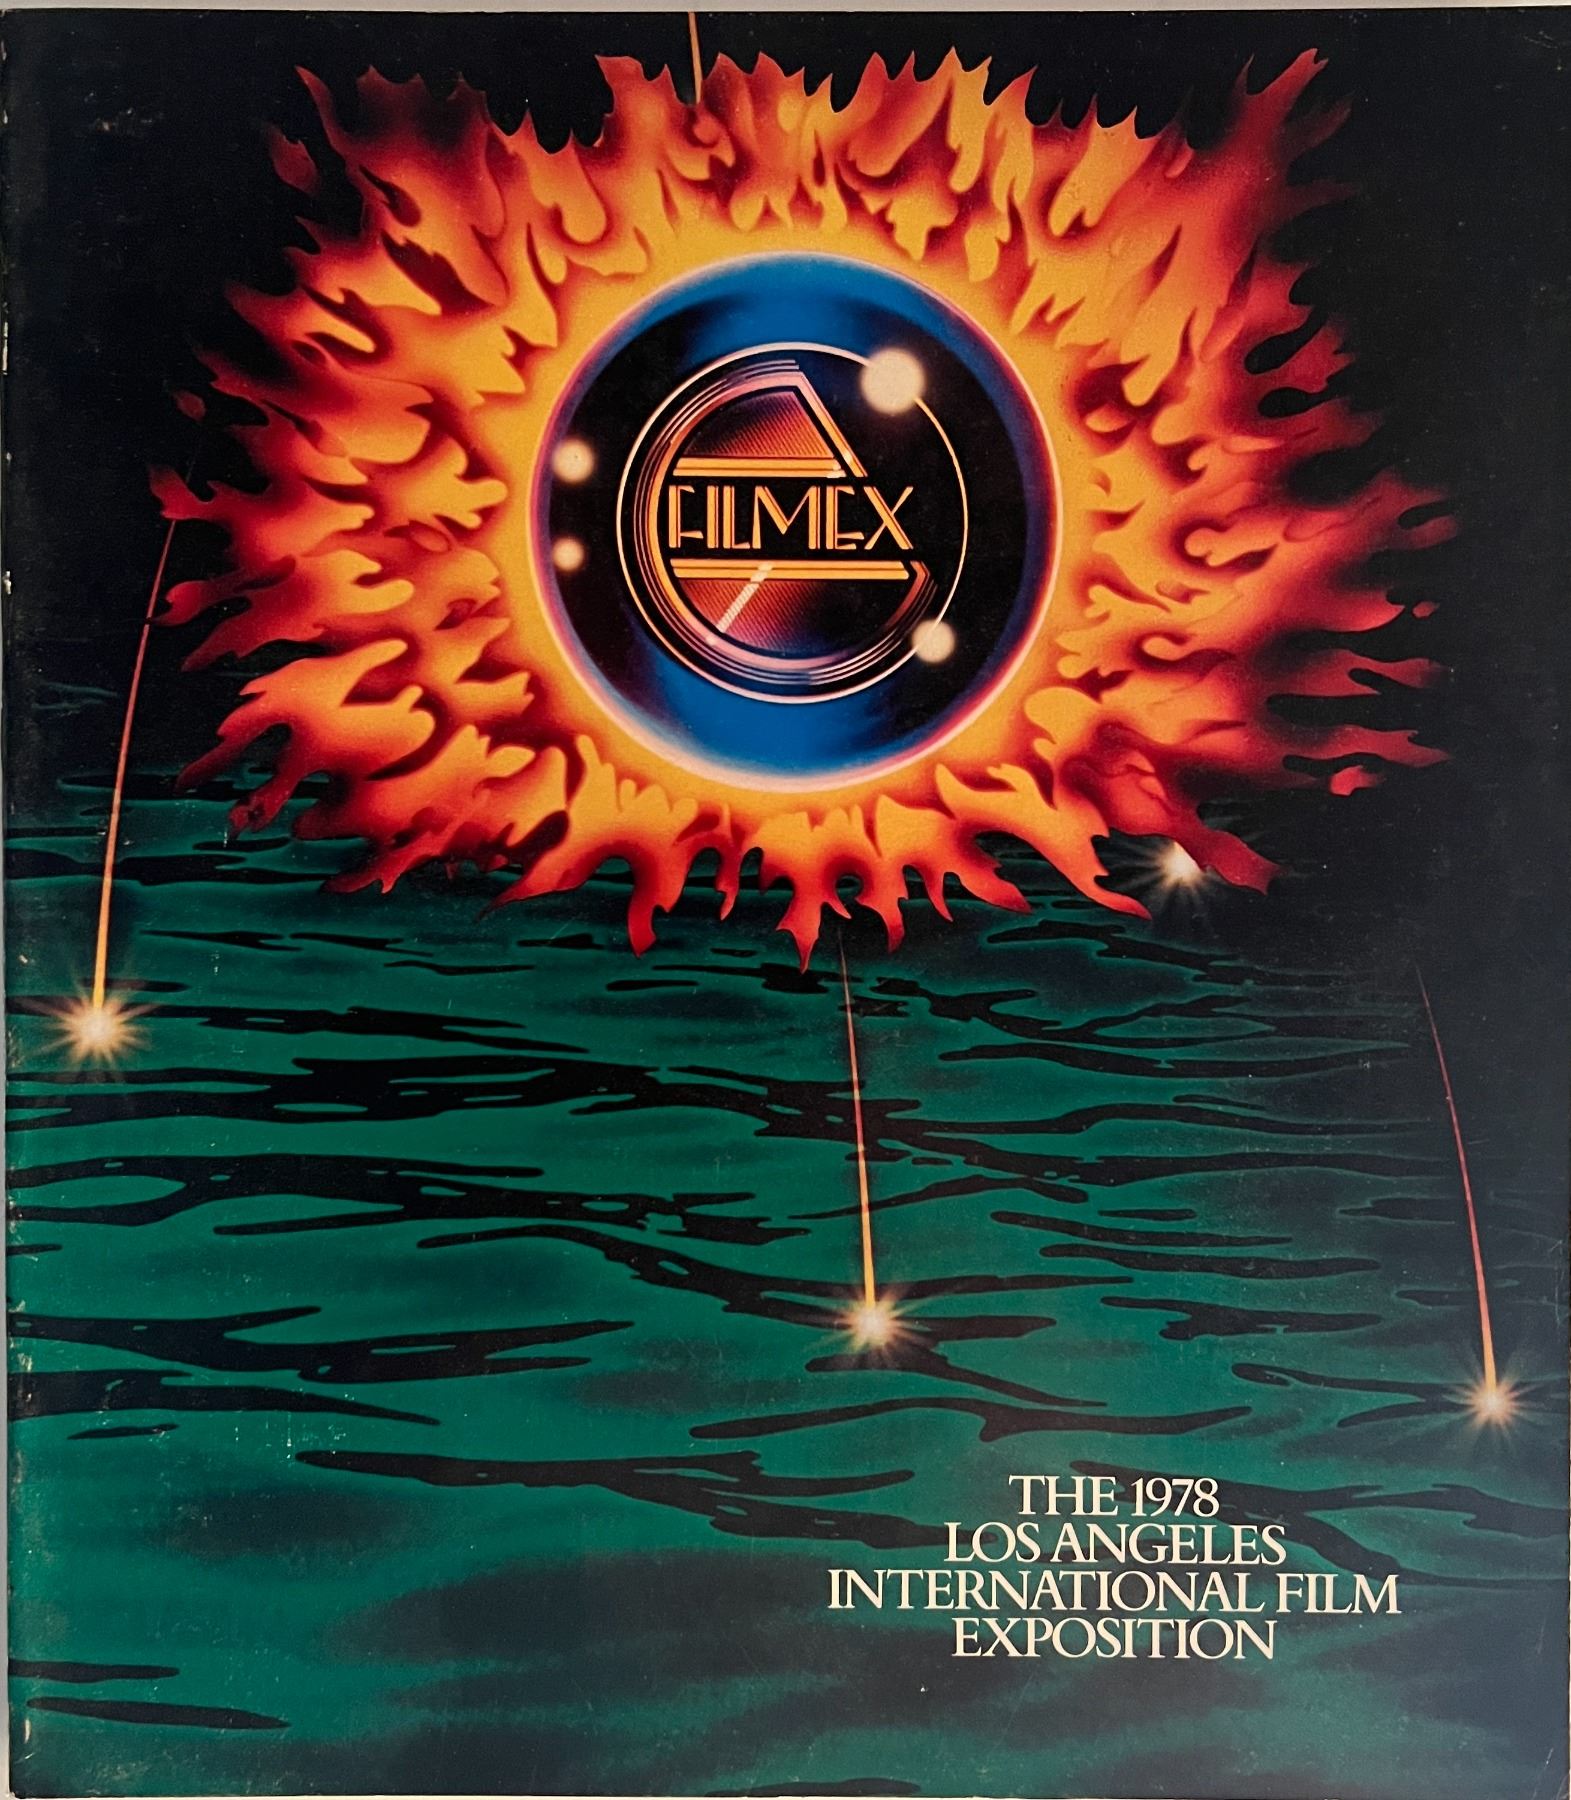 FILMEX
THE 1978
LOS ANGELES
INTERNATIONAL FILM
EXPOSITION